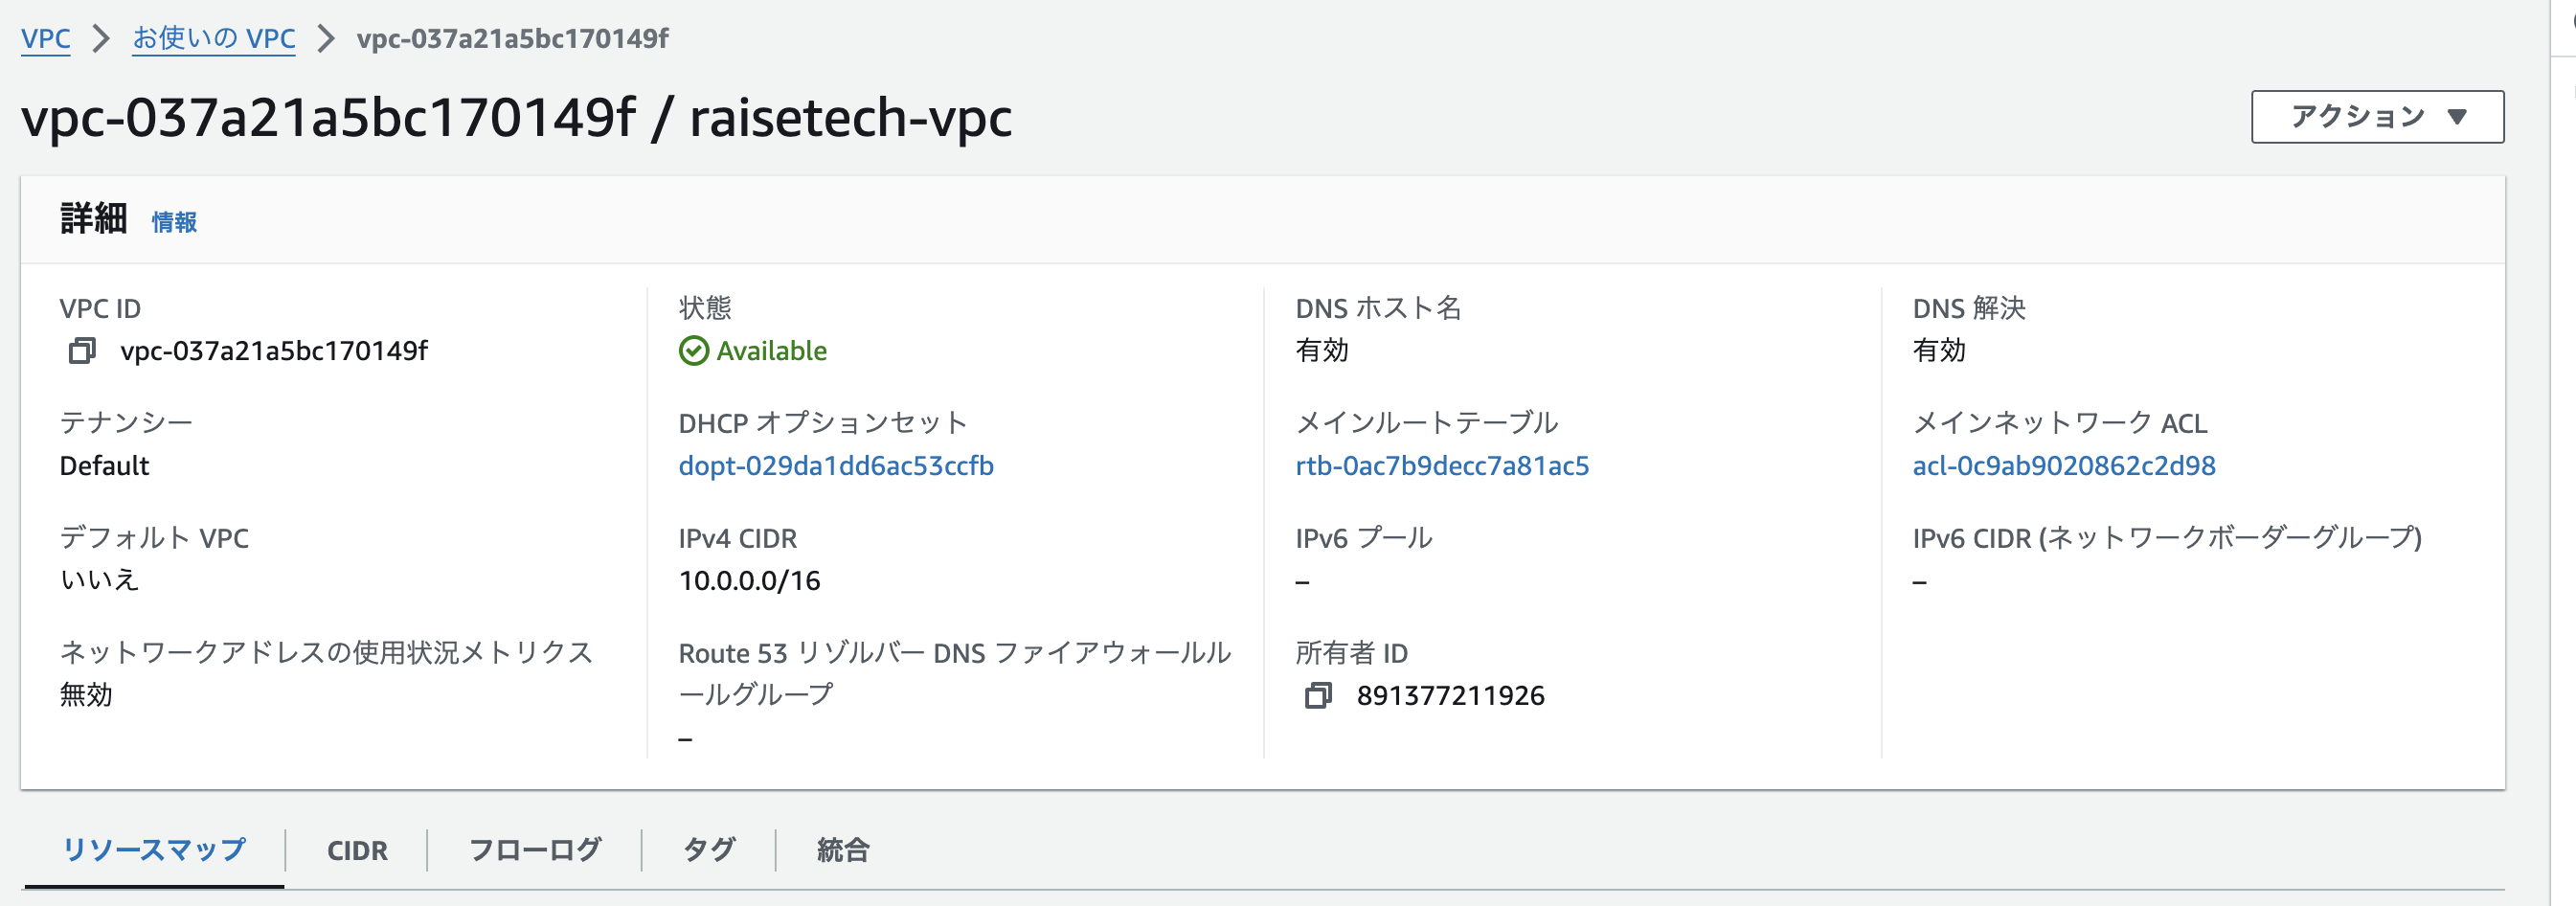 VPC > お使いの VPC > vpc-037a21a5bc170149f
vpc-037a21a5bc170149f / raisetech-vpc
アクション ▼
詳細 情報
VPC ID
vpc-037a21a5bc170149f
状態
Available
DNS ホスト名
有効
DNS 解決
有効
テナンシー
Default
DHCP オプションセット
dopt-029da1dd6ac53ccfb
メインルートテーブル
rtb-0ac7b9decc7a81ac5
メインネットワーク ACL
acl-0c9ab9020862c2d98
デフォルト VPC
いいえ
IPv4 CIDR
10.0.0.0/16
IPv6 プール
–
IPv6 CIDR (ネットワークボーダーグループ)
–
ネットワークアドレスの使用状況メトリクス
無効
Route 53 リゾルバー DNS ファイアウォールル
ールグループ
–
所有者 ID
891377211926
リソースマップ
CIDR
フローログ
タグ
統合